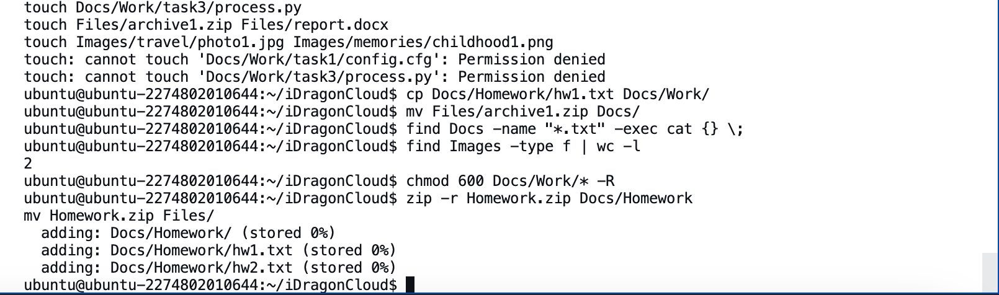 touch Docs/Work/task3/process.py
touch Files/archive1.zip Files/report.docx
touch Images/travel/photo1.jpg Images/memories/childhood1.png
touch: cannot touch 'Docs/Work/task1/config.cfg': Permission denied
touch: cannot touch 'Docs/Work/task3/process.py': Permission denied
ubuntu@ubuntu-2274802010644:~/iDragonCloud$ cp Docs/Homework/hw1.txt Docs/Work/
ubuntu@ubuntu-2274802010644:~/iDragonCloud$ mv Files/archive1.zip Docs/
ubuntu@ubuntu-2274802010644:~/iDragonCloud$ find Docs -name "*.txt" -exec cat {} \;
ubuntu@ubuntu-2274802010644:~/iDragonCloud$ find Images -type f | wc -l
2
ubuntu@ubuntu-2274802010644:~/iDragonCloud$ chmod 600 Docs/Work/* -R
ubuntu@ubuntu-2274802010644:~/iDragonCloud$ zip -r Homework.zip Docs/Homework
mv Homework.zip Files/
  adding: Docs/Homework/ (stored 0%)
  adding: Docs/Homework/hw1.txt (stored 0%)
  adding: Docs/Homework/hw2.txt (stored 0%)
ubuntu@ubuntu-2274802010644:~/iDragonCloud$